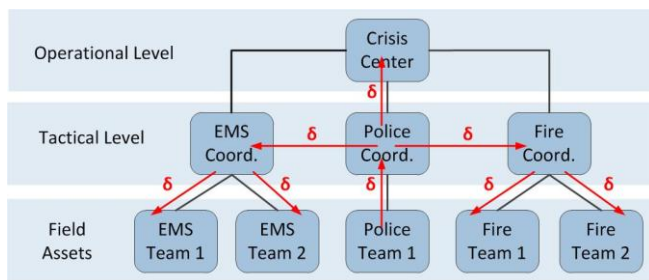 Operational Level
Crisis
Center
δ
Tactical Level
EMS
Coord.
δ
Police
Coord.
δ
Fire
Coord.
δ
δ
δ
δ
δ
Field
Assets
EMS
Team 1
EMS
Team 2
Police
Team 1
Fire
Team 1
Fire
Team 2